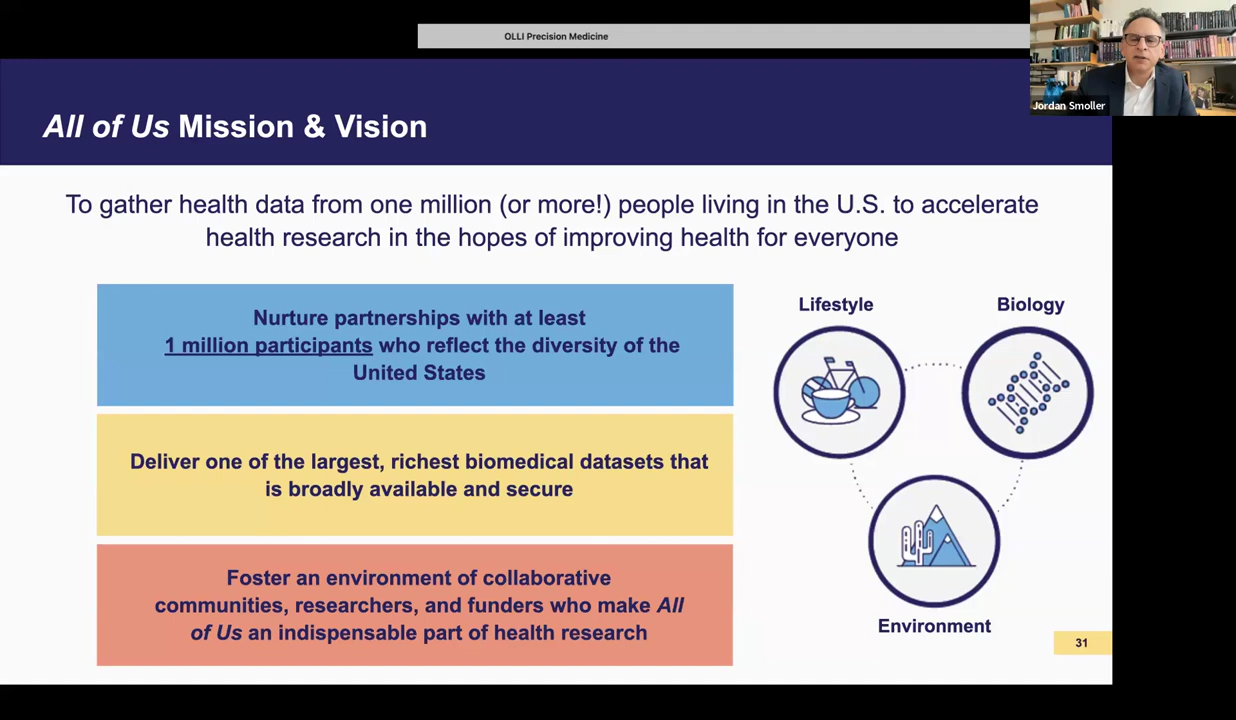 OLLI Precision Medicine
Jordan Smoller
All of Us Mission & Vision
To gather health data from one million (or more!) people living in the U.S. to accelerate
health research in the hopes of improving health for everyone
Nurture partnerships with at least
1 million participants who reflect the diversity of the
United States
Deliver one of the largest, richest biomedical datasets that
is broadly available and secure
Foster an environment of collaborative
communities, researchers, and funders who make All
of Us an indispensable part of health research
Lifestyle
Biology
Environment
31